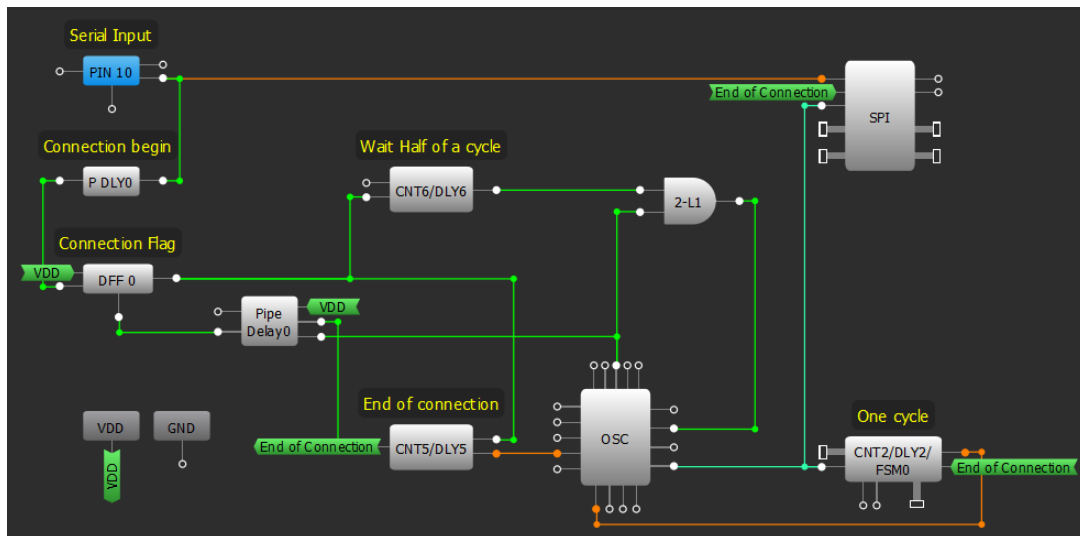 Serial Input
PIN 10
End of Connection
SPI
Connection begin
P DLY0
Wait Half of a cycle
CNT6/DLY6
2-L1
Connection Flag
VDD
DFF 0
Pipe
Delay0
VDD
End of connection
End of Connection
CNT5/DLY5
OSC
One cycle
CNT2/DLY2/
FSM0
End of Connection
VDD
GND
VDD